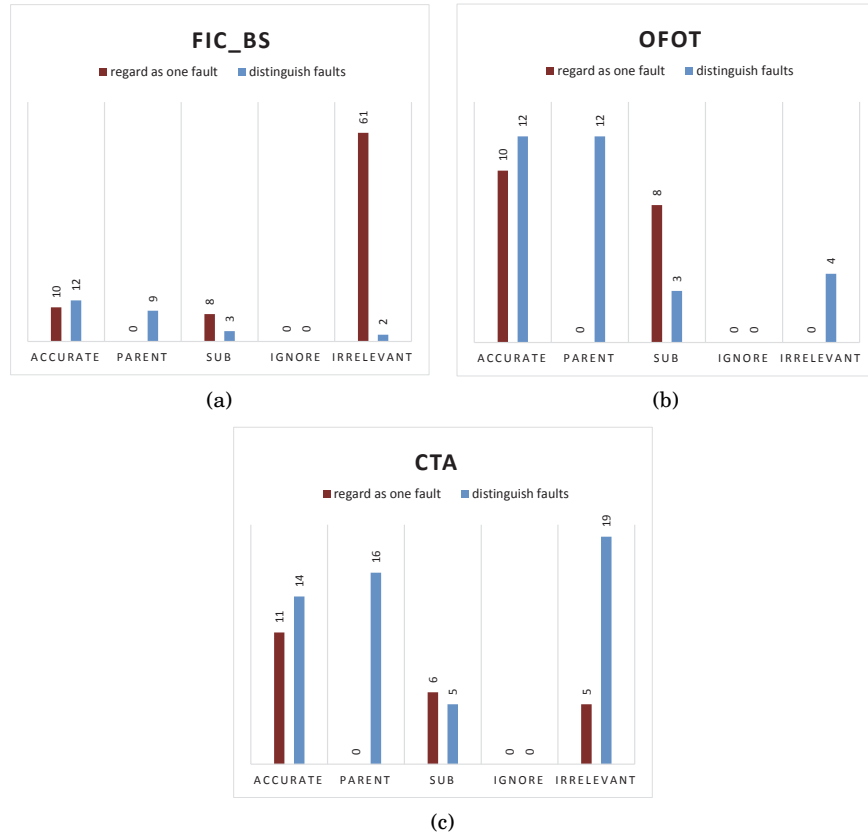 FIC_BS
regard as one fault distinguish faults
10 12 0 9 8 3 0 0 61 2
ACCURATE PARENT SUB IGNORE IRRELEVANT
(a)
OFOT
regard as one fault distinguish faults
10 12 0 12 8 3 0 0 0 4
ACCURATE PARENT SUB IGNORE IRRELEVANT
(b)
CTA
regard as one fault distinguish faults
11 14 0 16 6 5 0 0 5 19
ACCURATE PARENT SUB IGNORE IRRELEVANT
(c)